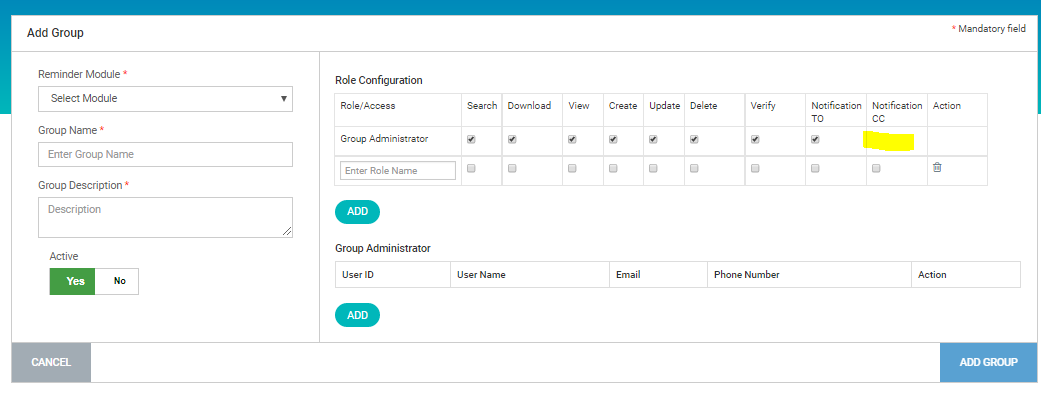 Add Group
* Mandatory field
Reminder Module *
Select Module
Group Name *
Enter Group Name
Group Description *
Description
Active
Yes No
Role Configuration
Role/Access Search Download View Create Update Delete Verify Notification TO Notification CC Action
Group Administrator
Enter Role Name
ADD
Group Administrator
User ID User Name Email Phone Number Action
ADD
CANCEL
ADD GROUP